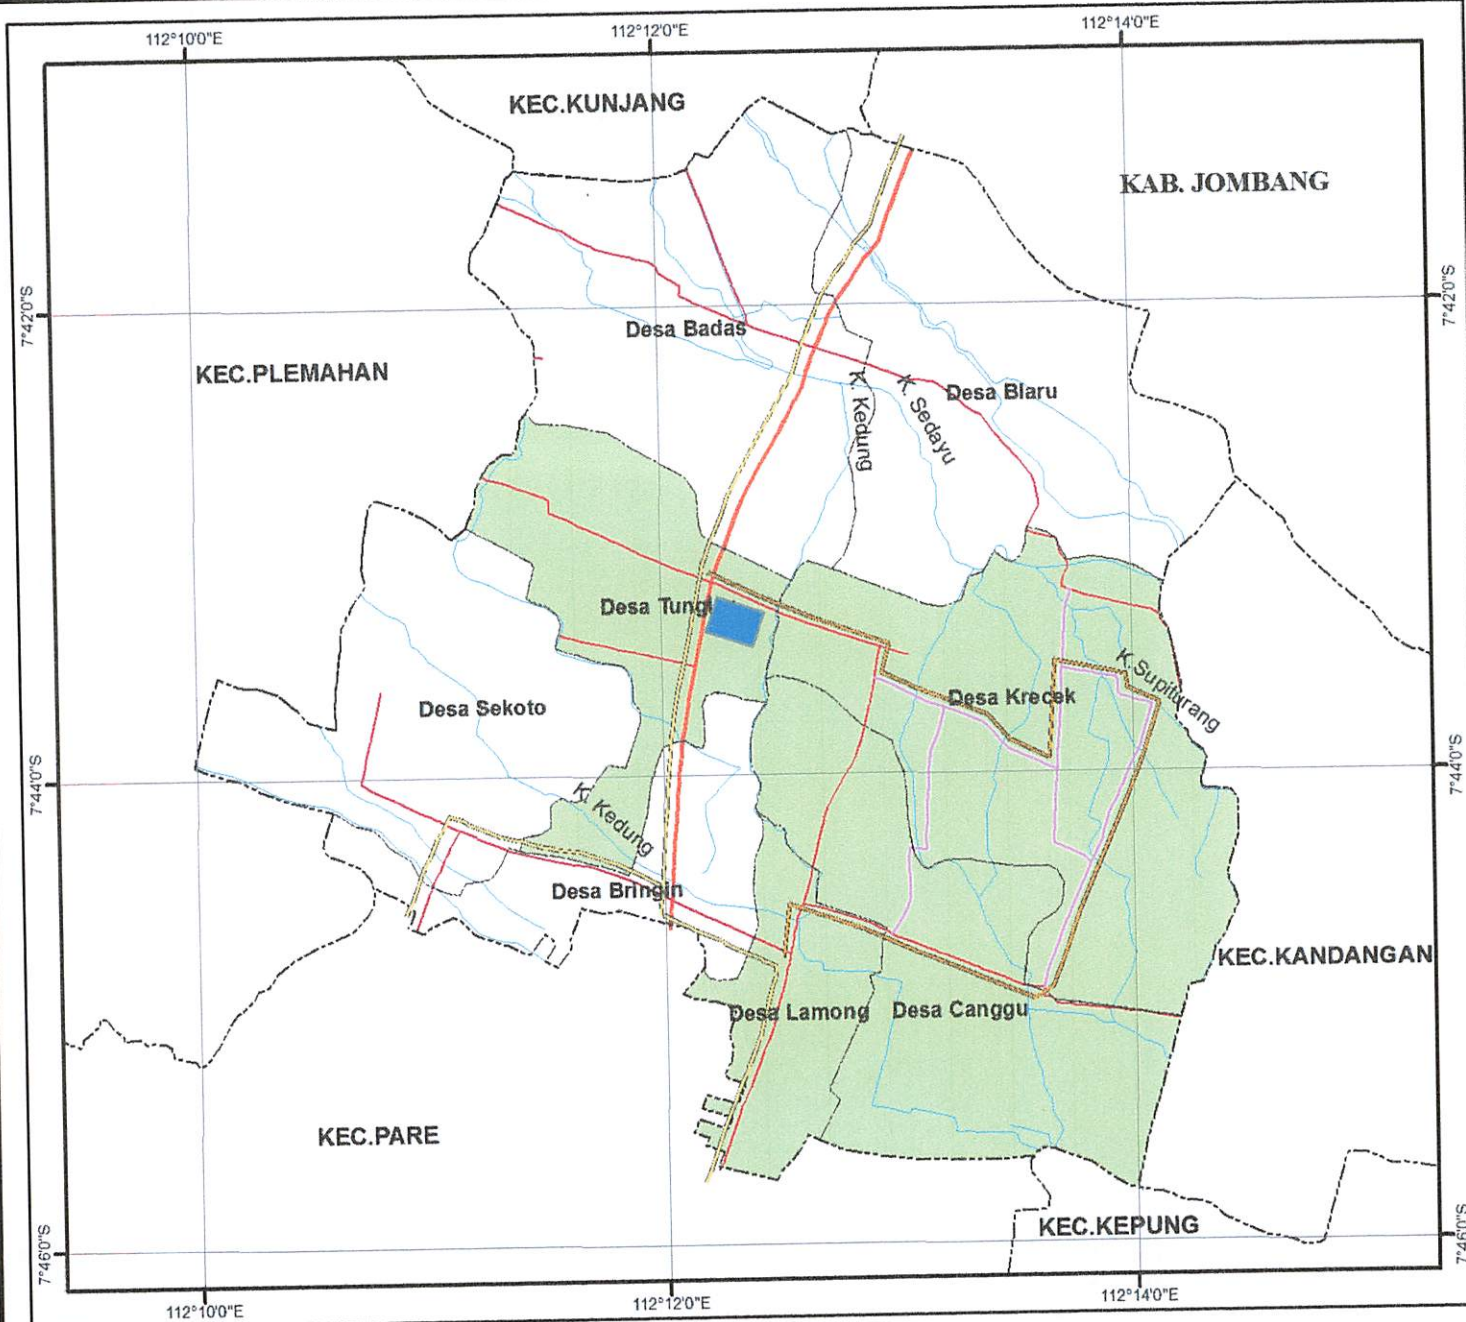 112°10'0"E
112°12'0"E
112°14'0"E
KEC.KUNJANG
KAB. JOMBANG
7°42'0"S
7°42'0"S
Desa Badas
KEC.PLEMAHAN
K. Kedung
K. Sedayu
Desa Blaru
Desa Tungl
K.Supiturang
Desa Krecek
Desa Sekoto
7°44'0"S
7°44'0"S
K. Kedung
Desa Bringin
KEC.KANDANGAN
Desa Lamong
Desa Canggu
KEC.PARE
KEC.KEPUNG
7°46'0"S
7°46'0"S
112°10'0"E
112°12'0"E
112°14'0"E